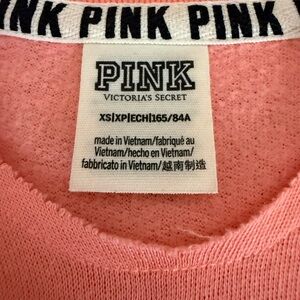 INK PINK PINK
PINK
VICTORIA'S SECRET
XS|XP|ECH|165/84A
made in Vietnam/fabriqué au
Vietnam/hecho en Vietnam/
fabbricato in Vietnam/越南制造